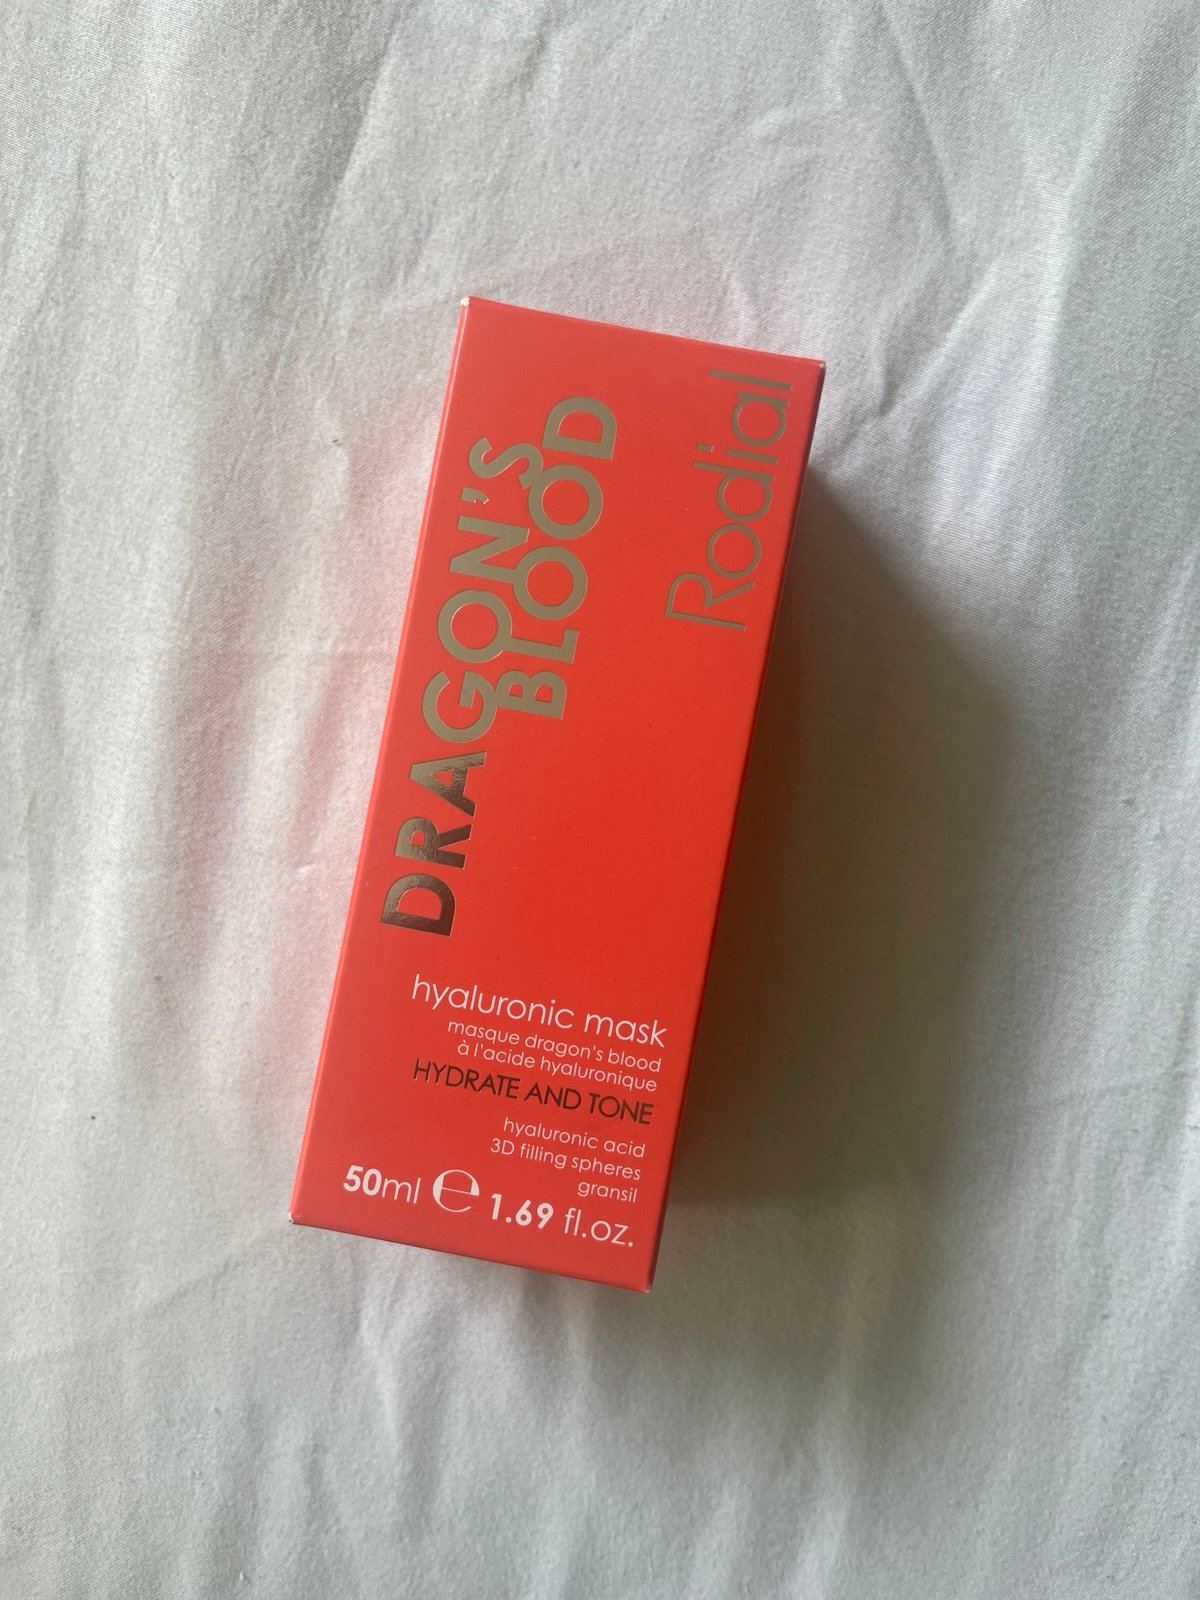 Rodial
DRAGON'S
BLOOD
hyaluronic mask
masque dragon's blood
à l'acide hyaluronique
HYDRATE AND TONE
hyaluronic acid
3D filling spheres
gransil
50ml ℮ 1.69 fl.oz.